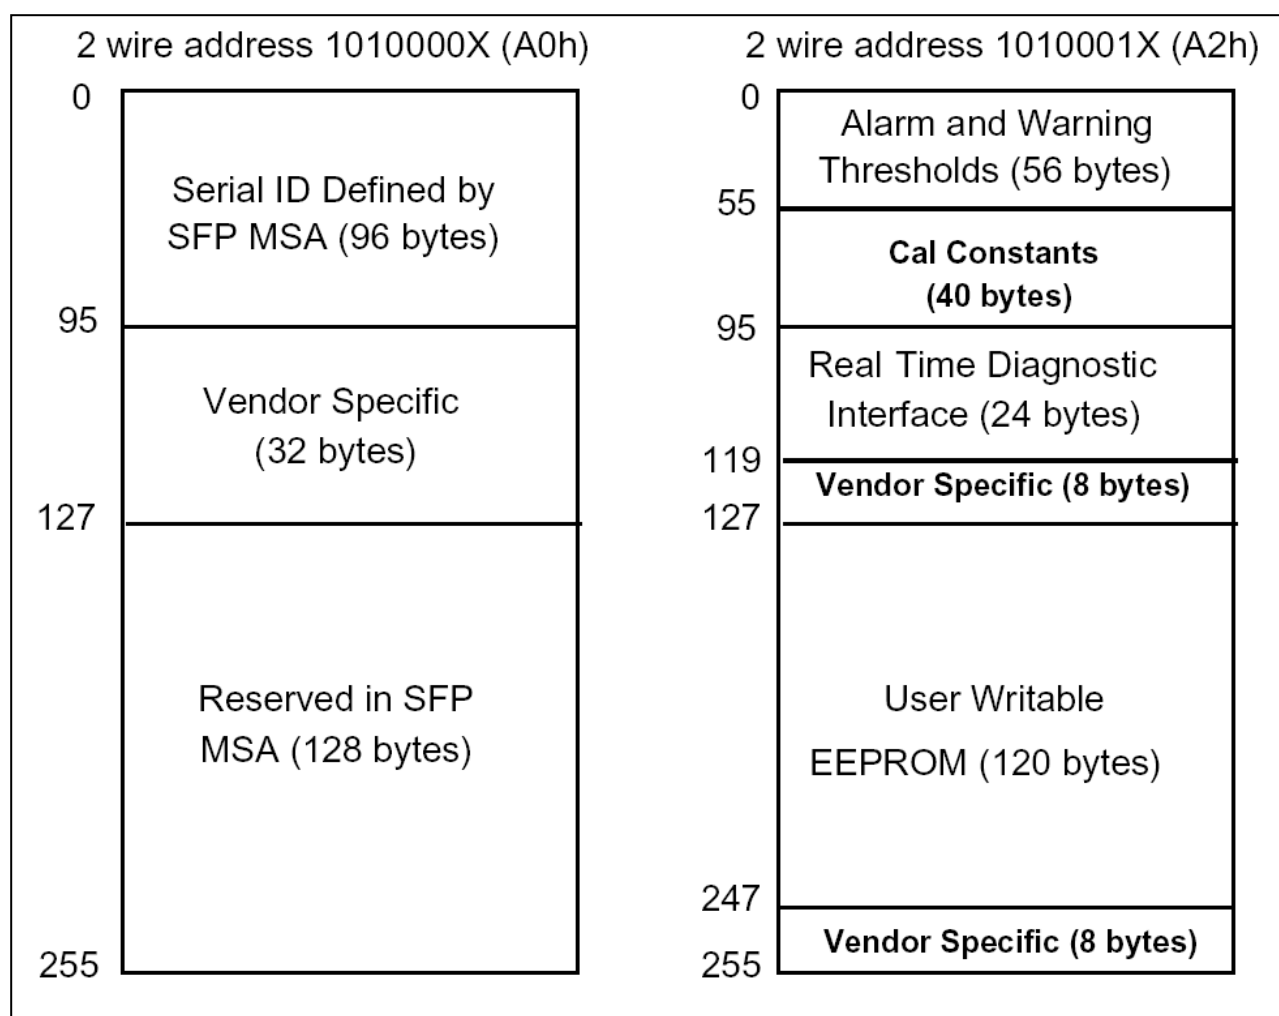 2 wire address 1010000X (A0h)
0
Serial ID Defined by
SFP MSA (96 bytes)
95
Vendor Specific
(32 bytes)
127
Reserved in SFP
MSA (128 bytes)
255
2 wire address 1010001X (A2h)
0
Alarm and Warning
Thresholds (56 bytes)
55
Cal Constants
(40 bytes)
95
Real Time Diagnostic
Interface (24 bytes)
119
Vendor Specific (8 bytes)
127
User Writable
EEPROM (120 bytes)
247
Vendor Specific (8 bytes)
255